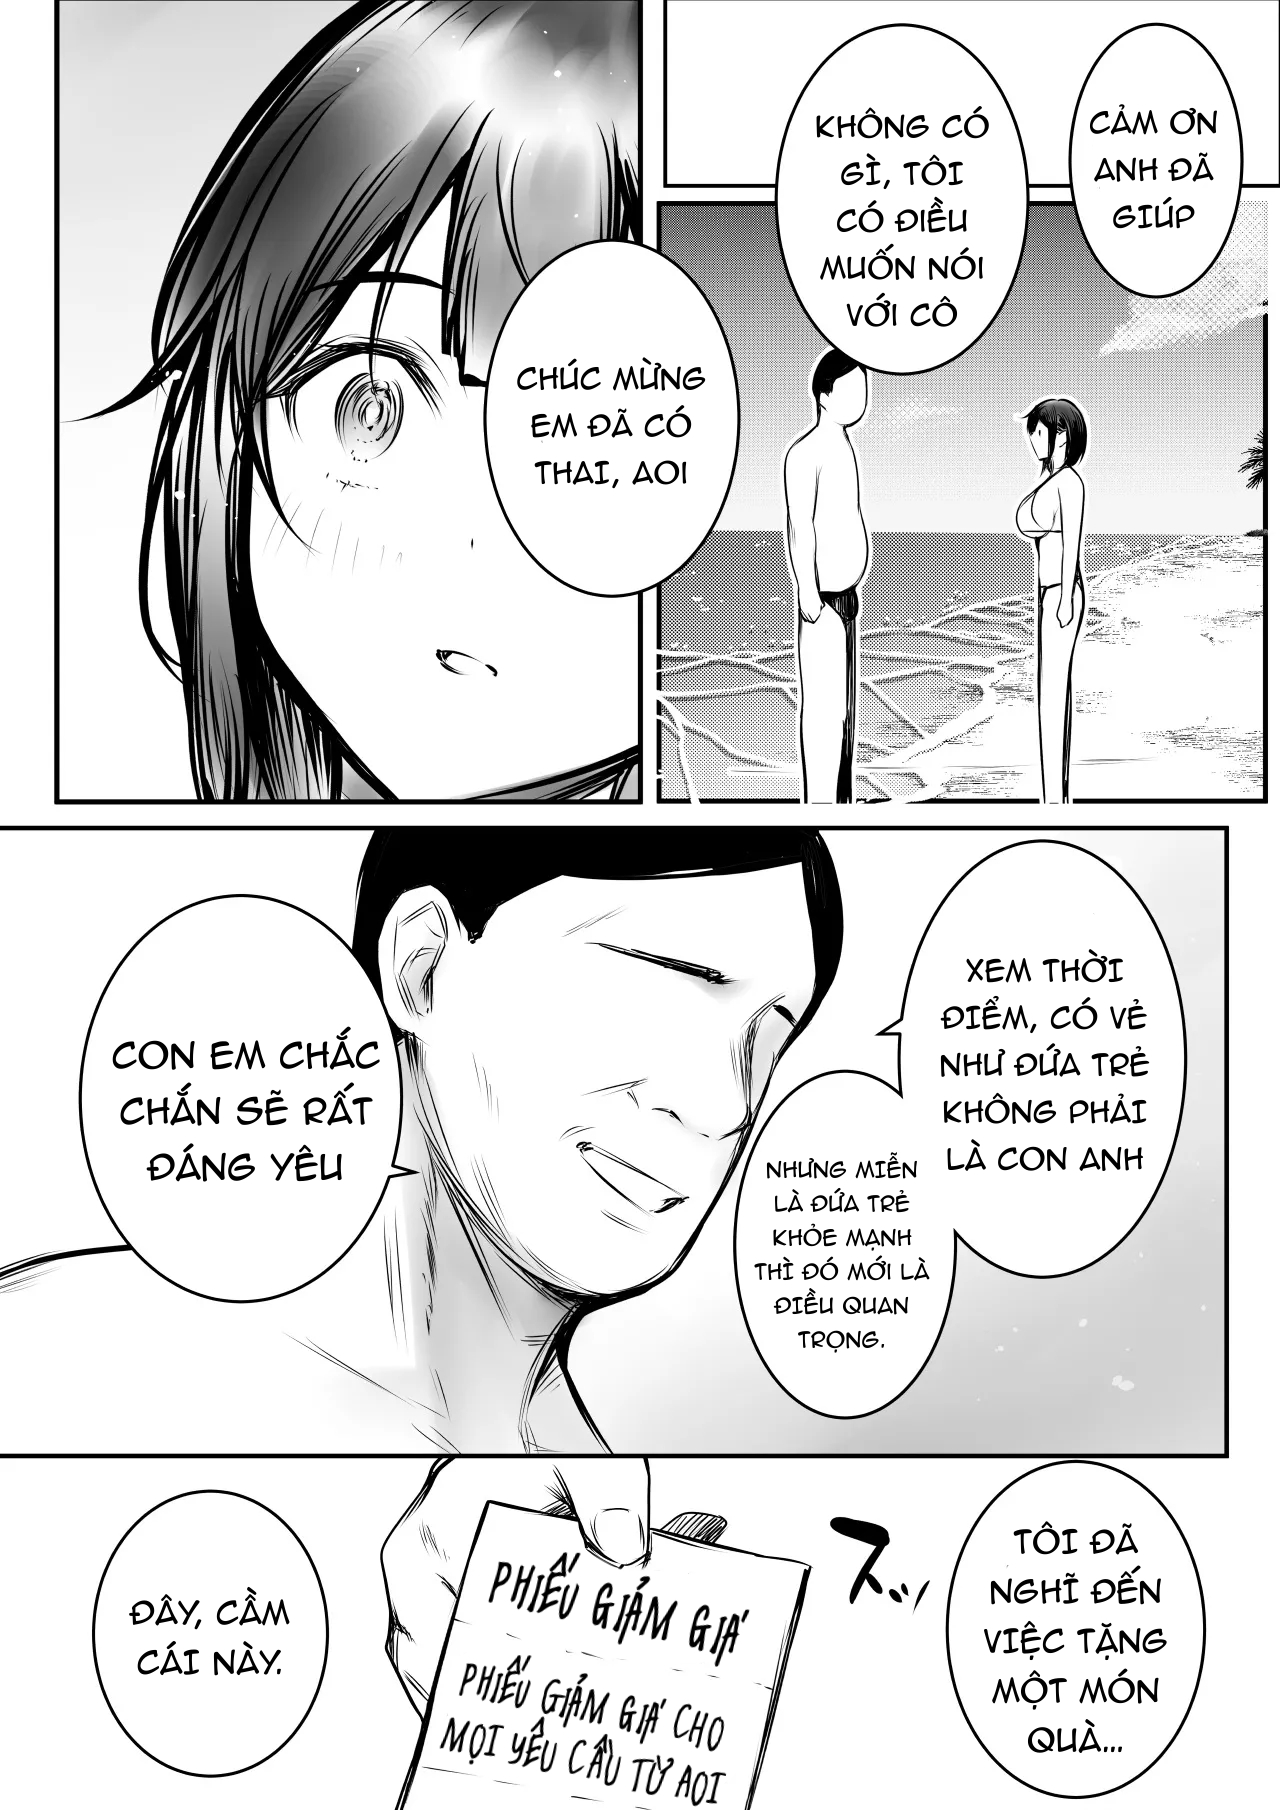 CẢM ƠN
ANH ĐÃ
GIÚP
KHÔNG CÓ
GÌ, TÔI
CÓ ĐIỀU
MUỐN NÓI
VỚI CÔ
CHÚC MỪNG
EM ĐÃ CÓ
THAI, AOI
XEM THỜI
ĐIỂM, CÓ VẺ
NHƯ ĐỨA TRẺ
KHÔNG PHẢI
LÀ CON ANH
NHƯNG MIỄN
LÀ ĐỨA TRẺ
KHỎE MẠNH
THÌ ĐÓ MỚI LÀ
ĐIỀU QUAN
TRỌNG.
CON EM CHẮC
CHẮN SẼ RẤT
ĐÁNG YÊU
TÔI ĐÃ
NGHĨ ĐẾN
VIỆC TẶNG
MỘT MÓN
QUÀ...
スッ
PHIẾU GIẢM GIÁ
PHIẾU GIẢM GIÁ CHO
MỌI YÊU CẦU TỪ AOI
ĐÂY, CẦM
CÁI NÀY.